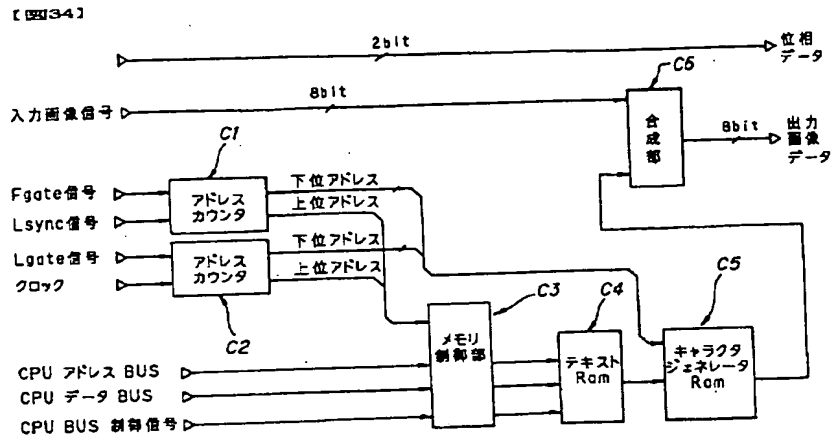 【図34】
2bit
位相
データ
入力画像信号
8bit
C6
合
成
部
8bit
出力
画像
データ
C1
Fgate信号
Lsync信号
アドレス
カウンタ
下位アドレス
上位アドレス
Lgate信号
クロック
アドレス
カウンタ
下位アドレス
上位アドレス
C2
C3
メモリ
制御部
C4
テキスト
Ram
C5
キャラクタ
ジェネレータ
Ram
CPU アドレス BUS
CPU データ BUS
CPU BUS 制御信号